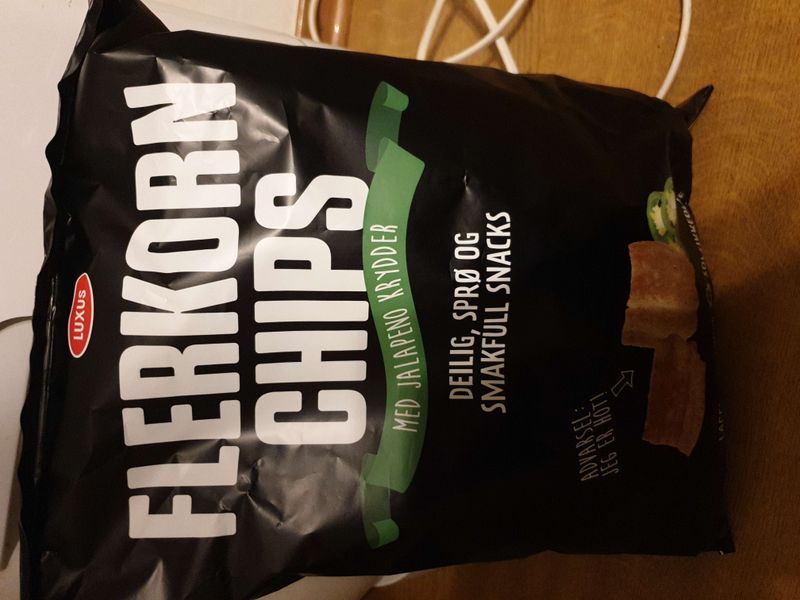 LUXUS
FLERKORN
CHIPS
MED JALAPENO KRYDDER
DEILIG, SPRØ OG
SMAKFULL SNACKS
ADVARSEL:
JEG ER HOT!